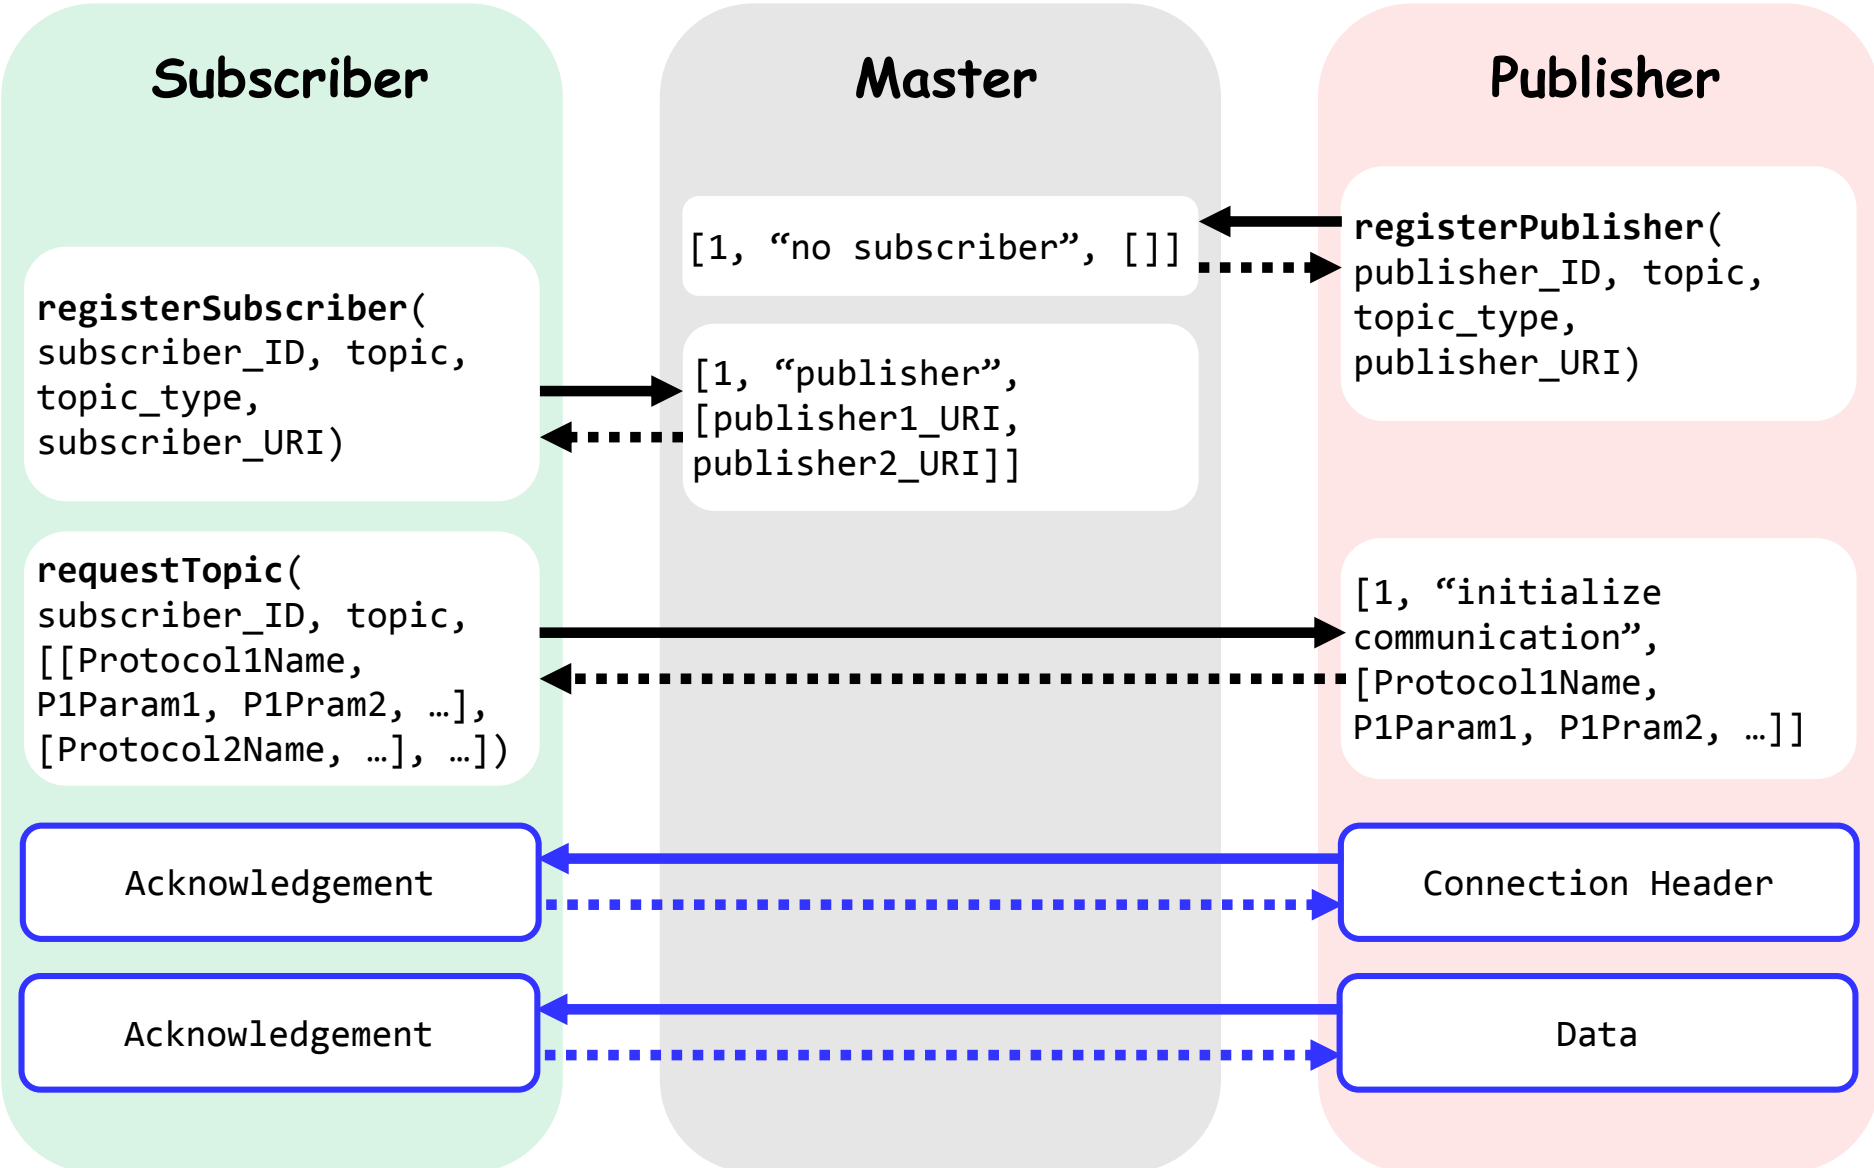 Subscriber
Master
Publisher
[1, “no subscriber”, []]
registerPublisher(
publisher_ID, topic,
topic_type,
publisher_URI)
registerSubscriber(
subscriber_ID, topic,
topic_type,
subscriber_URI)
[1, “publisher”,
[publisher1_URI,
publisher2_URI]]
requestTopic(
subscriber_ID, topic,
[[Protocol1Name,
P1Param1, P1Pram2, …],
[Protocol2Name, …], …])
[1, “initialize
communication”,
[Protocol1Name,
P1Param1, P1Pram2, …]]
Acknowledgement
Connection Header
Acknowledgement
Data